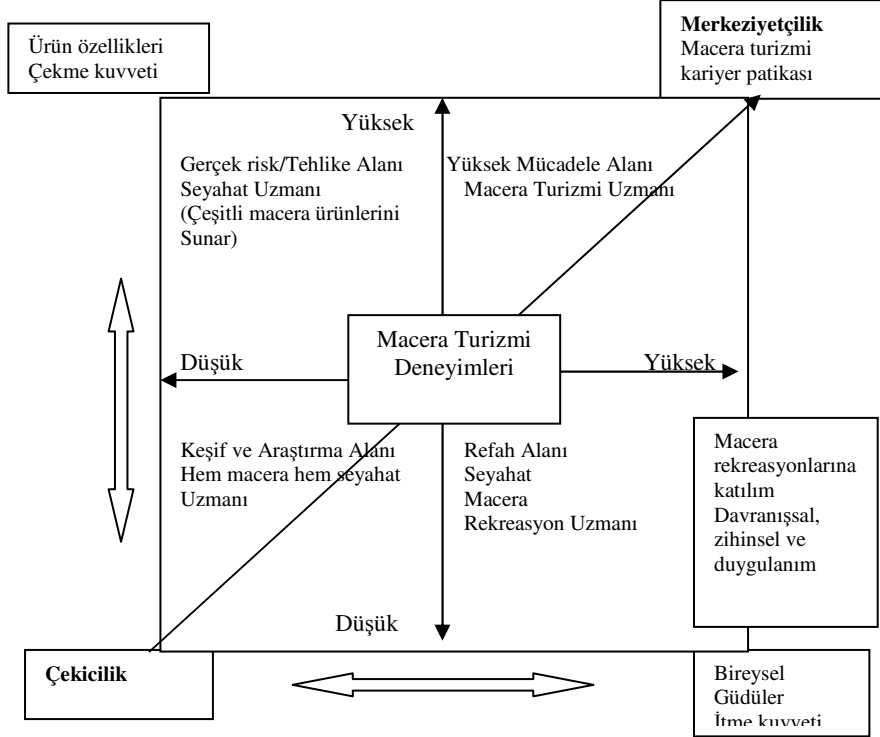 Ürün özellikleri
Çekme kuvveti
Merkeziyetçilik
Macera turizmi
kariyer patikası
Yüksek
Gerçek risk/Tehlike Alanı
Seyahat Uzmanı
(Çeşitli macera ürünlerini
Sunar)
Yüksek Mücadele Alanı
Macera Turizmi Uzmanı
Macera Turizmi
Deneyimleri
Düşük
Yüksek
Keşif ve Araştırma Alanı
Hem macera hem seyahat
Uzmanı
Refah Alanı
Seyahat
Macera
Rekreasyon Uzmanı
Macera
rekreasyonlarına
katılım
Davranışsal,
zihinsel ve
duygulanım
Düşük
Çekicilik
Bireysel
Güdüler
İtme kuvveti